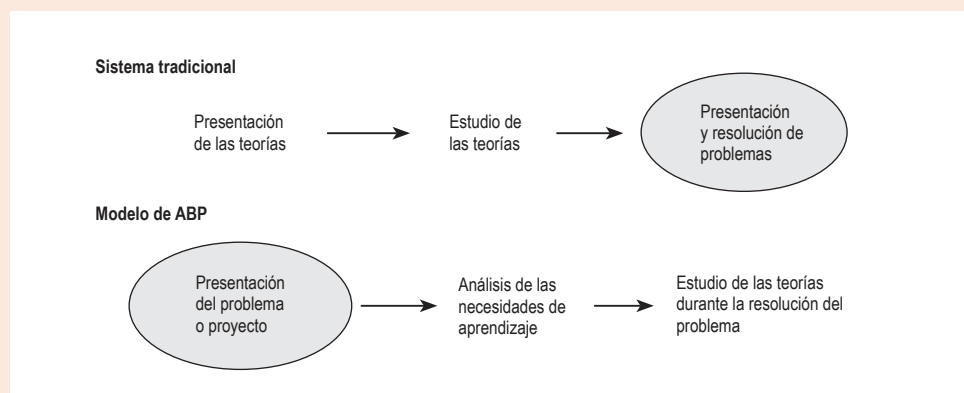 Sistema tradicional
Presentación
de las teorías
Estudio de
las teorías
Presentación
y resolución de
problemas
Modelo de ABP
Presentación
del problema
o proyecto
Análisis de las
necesidades de
aprendizaje
Estudio de las teorías
durante la resolución del
problema